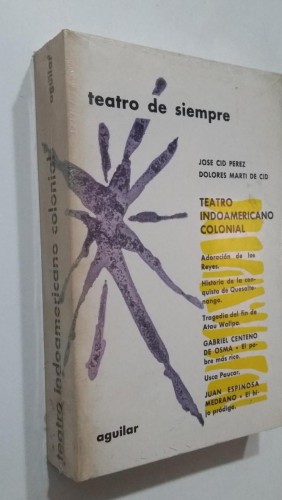 teatro de siempre
JOSE CID PEREZ
DOLORES MARTI DE CID
TEATRO
INDOAMERICANO
COLONIAL
Adoración de los
Reyes.
Historia de la con-
quista de Quesalte-
nango.
Tragedia del fin de
Atau Wallpa.
GABRIEL CENTENO
DE OSMA • El po-
bre más rico.
Usca Paucar.
JUAN ESPINOSA
MEDRANO • El hi-
jo pródigo.
aguilar
teatro indoamericano colonial
aguilar